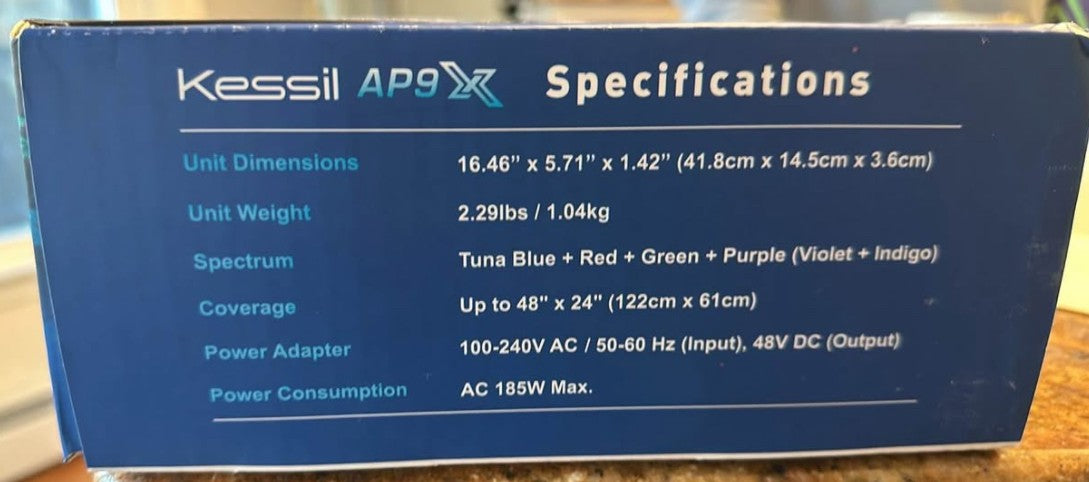 Kessil AP9X Specifications
Unit Dimensions 16.46" x 5.71" x 1.42" (41.8cm x 14.5cm x 3.6cm)
Unit Weight 2.29lbs / 1.04kg
Spectrum Tuna Blue + Red + Green + Purple (Violet + Indigo)
Coverage Up to 48" x 24" (122cm x 61cm)
Power Adapter 100-240V AC / 50-60 Hz (Input), 48V DC (Output)
Power Consumption AC 185W Max.